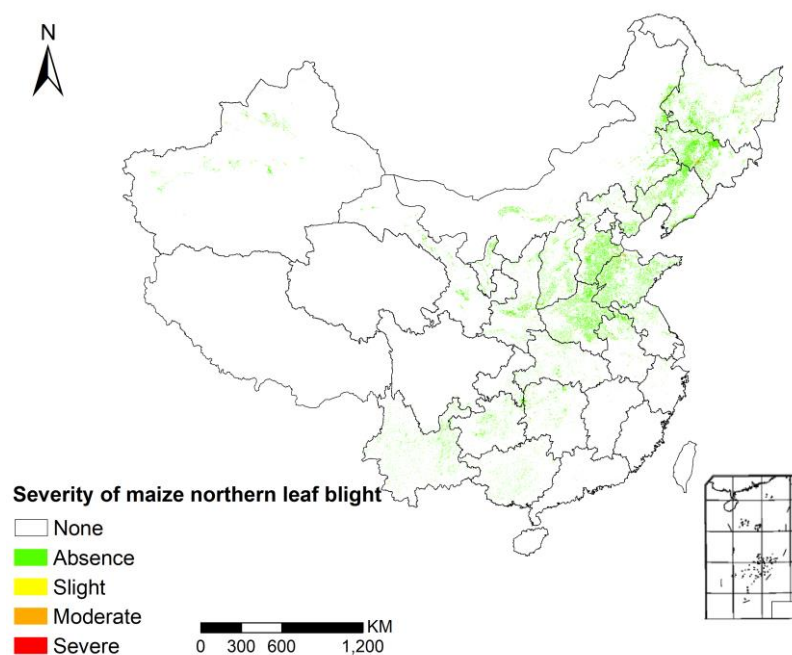 N
Severity of maize northern leaf blight
None
Absence
Slight
Moderate
Severe
KM
0 300 600 1,200